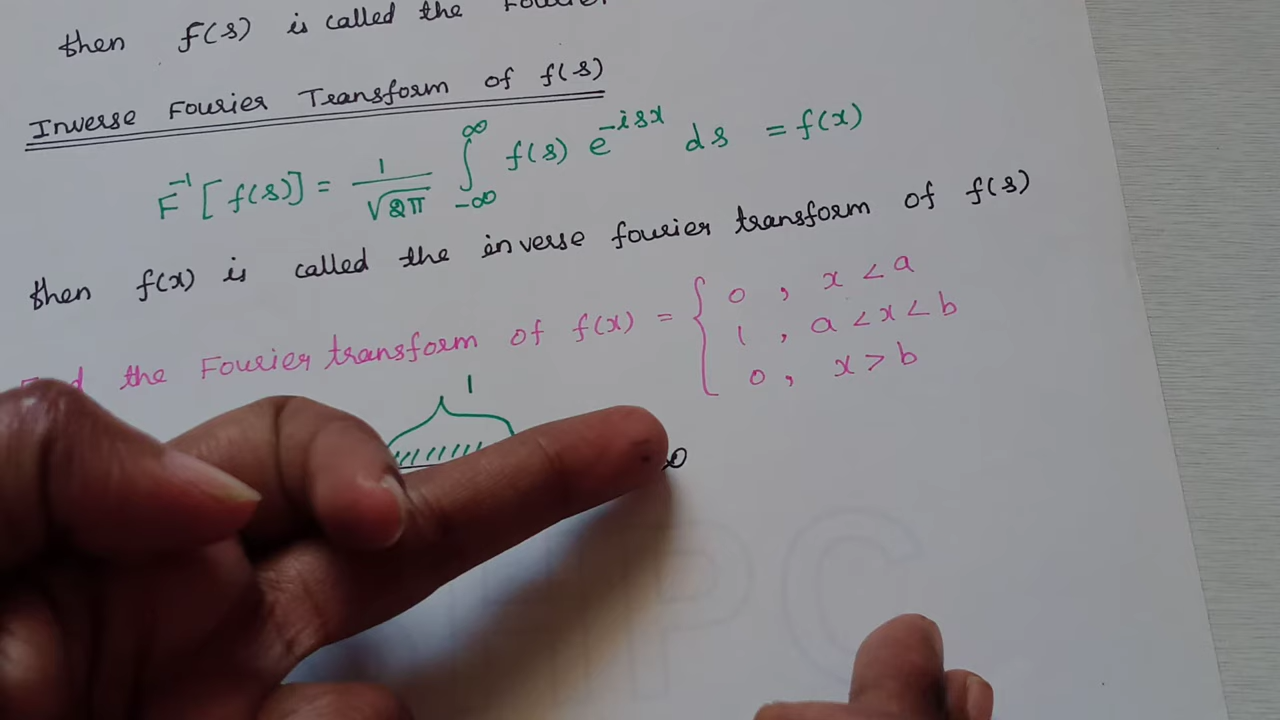 then f(s) is called the Fourier
Inverse Fourier Transform of f(s)
F⁻¹[f(s)] = 1/√2π ∫_{-∞}^{∞} f(s) e^{-isx} ds = f(x)
then f(x) is called the inverse fourier transform of f(s)
the Fourier transform of f(x) = { 0 , x < a
1 , a < x < b
0 , x > b
1